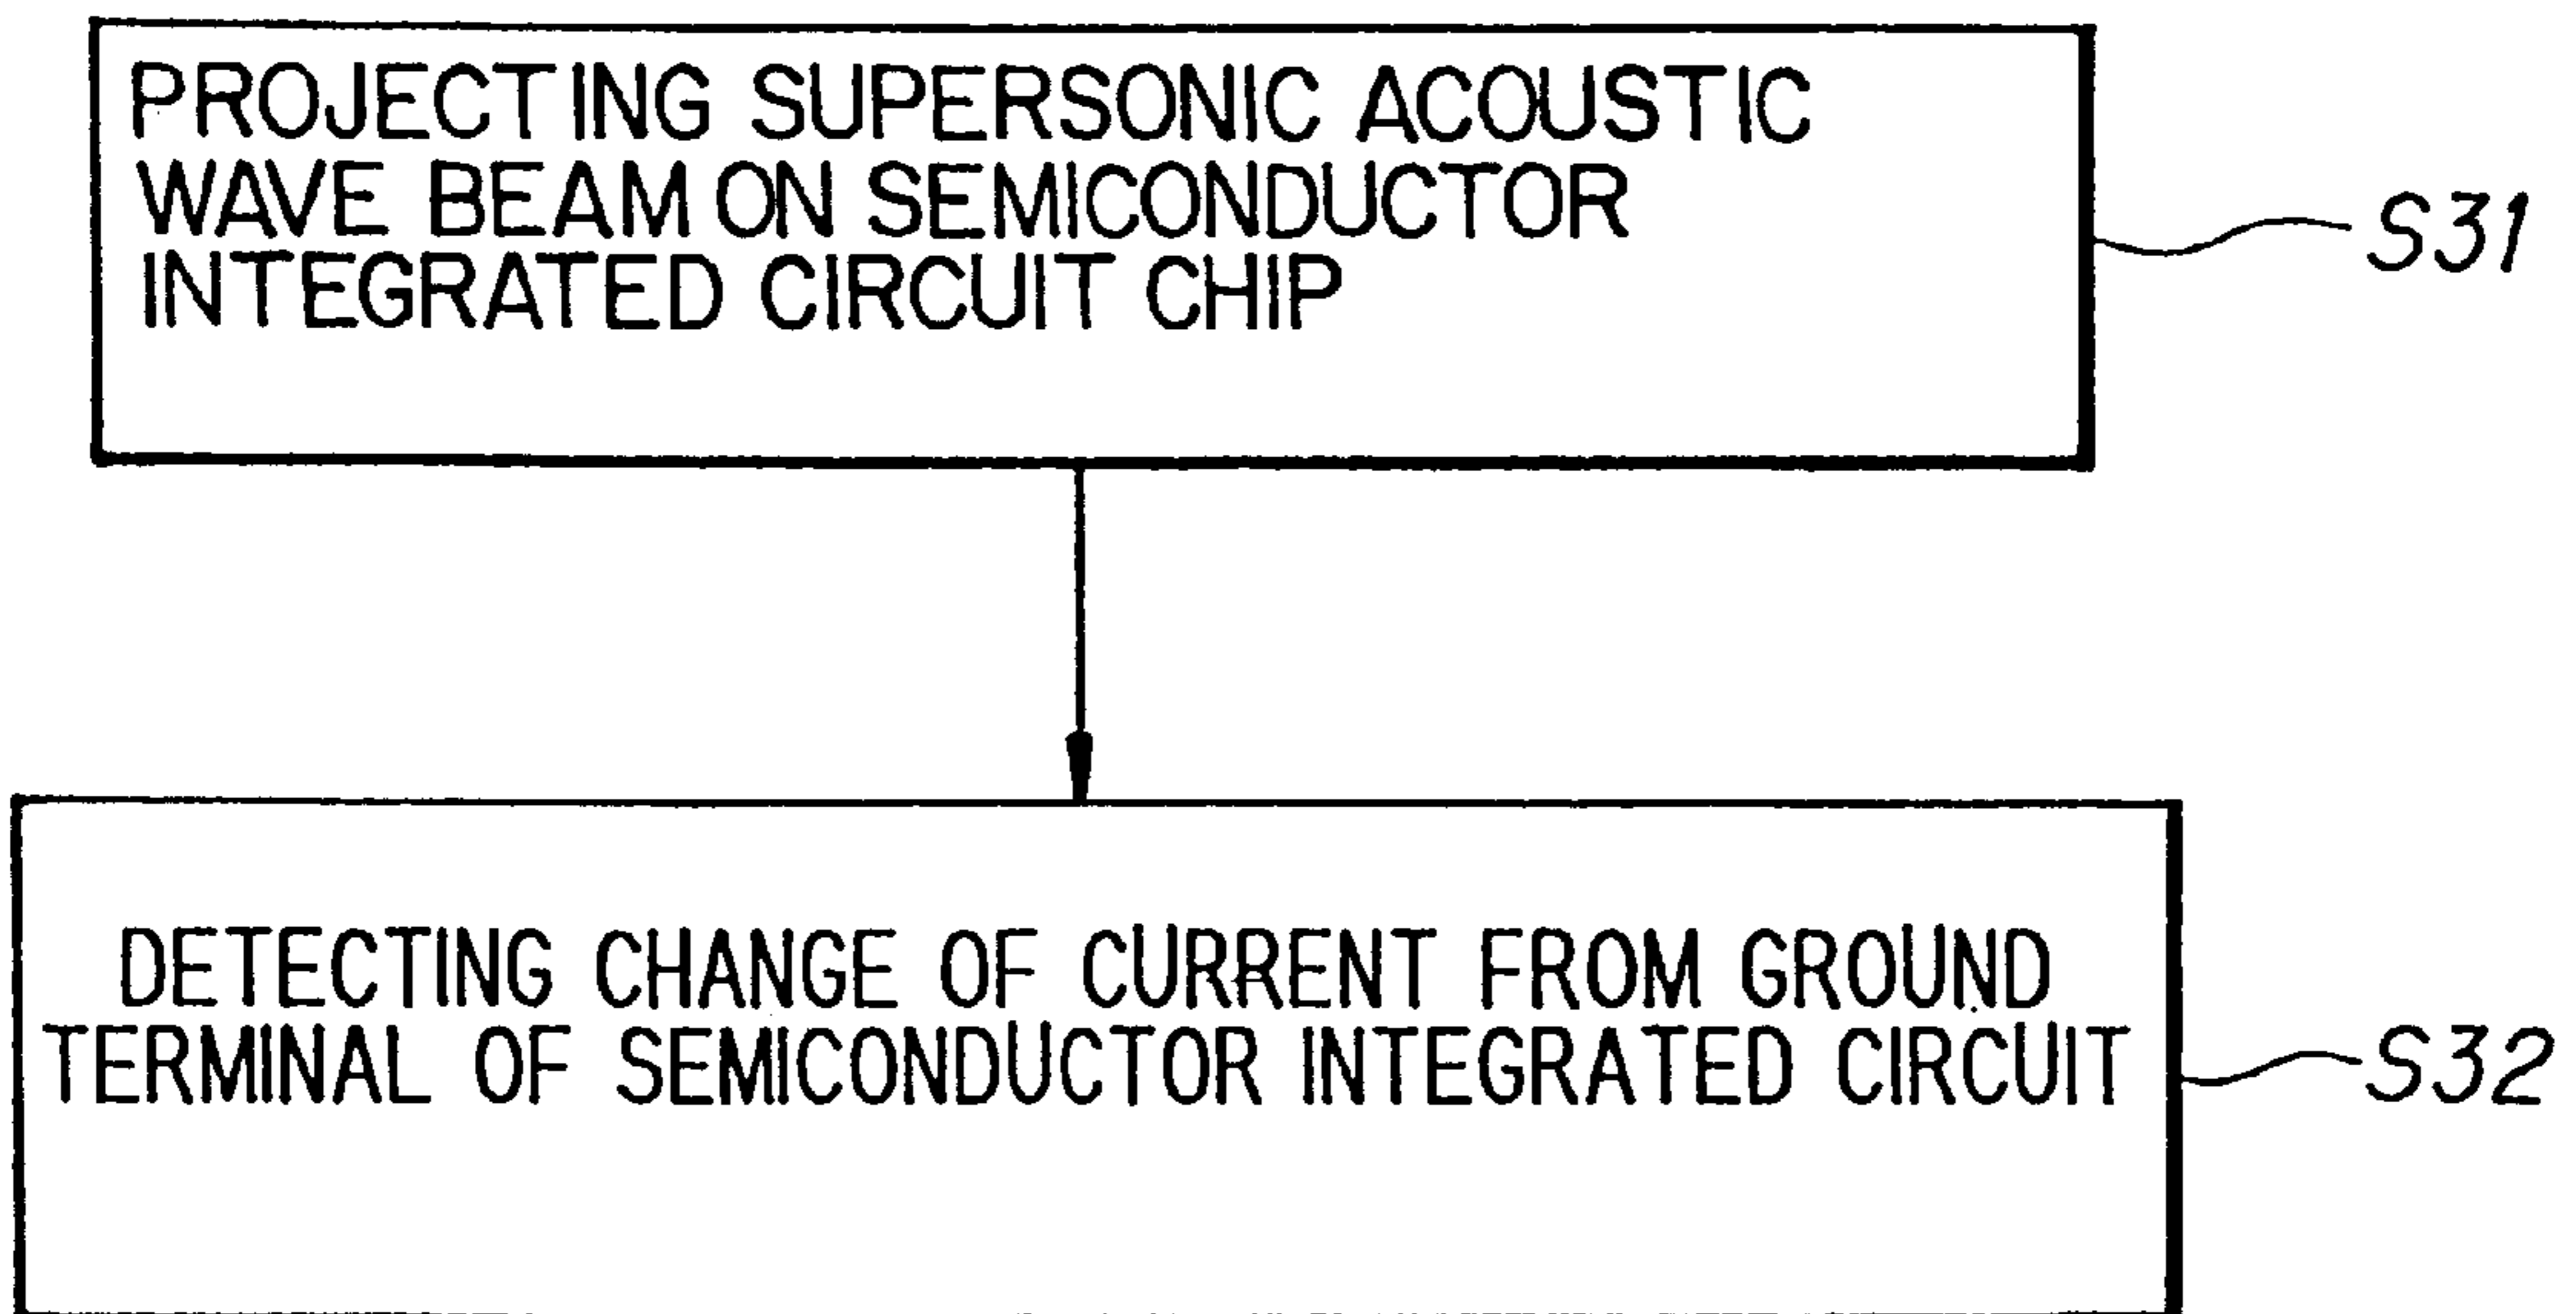 PROJECTING SUPERSONIC ACOUSTIC
WAVE BEAM ON SEMICONDUCTOR
INTEGRATED CIRCUIT CHIP
S31
DETECTING CHANGE OF CURRENT FROM GROUND
TERMINAL OF SEMICONDUCTOR INTEGRATED CIRCUIT
S32